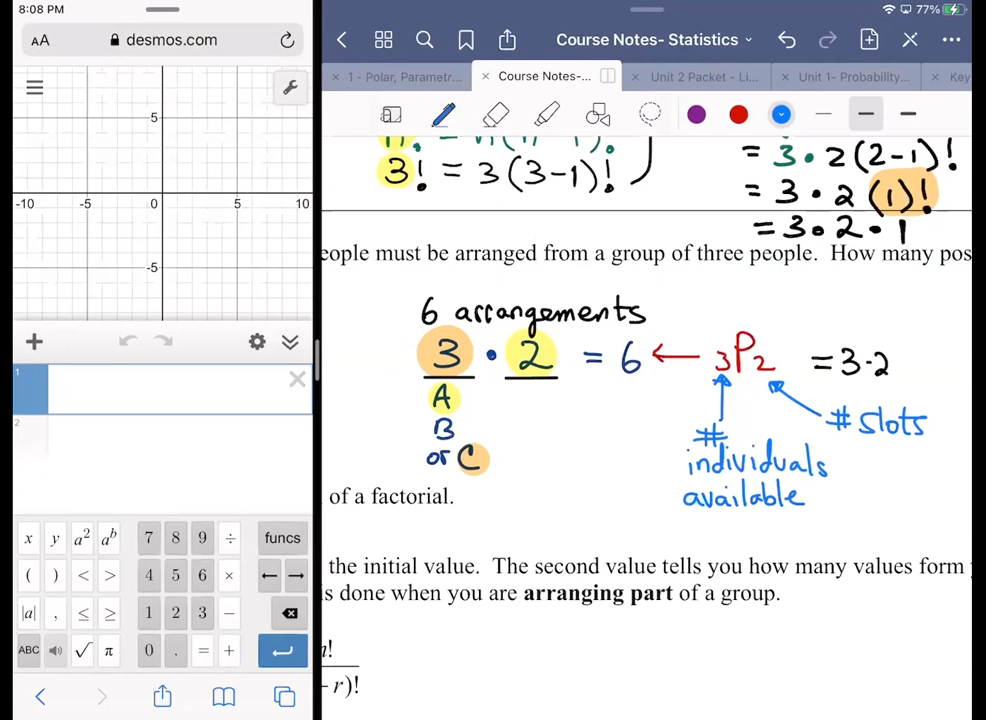 8:08 PM
77%
AA desmos.com
Course Notes- Statistics
1 - Polar, Parametr...
Course Notes-...
Unit 2 Packet - Li...
Unit 1- Probability...
Key
5
-10 -5 0 5 10
-5
1
2
x y a² aᵇ 7 8 9 ÷ funcs
( ) < > 4 5 6 × ← →
|a| , ≤ ≥ 1 2 3 −
ABC √ π 0 . = +
3! = 3(3-1)!
= 3 • 2(2-1)!
= 3 • 2 (1)!
= 3 • 2 • 1
eople must be arranged from a group of three people. How many pos
6 arrangements
3 • 2 = 6 ← ₃P₂ = 3·2
A
B
or C
# individuals available
# slots
of a factorial.
the initial value. The second value tells you how many values form
is done when you are arranging part of a group.
n!
- r)!